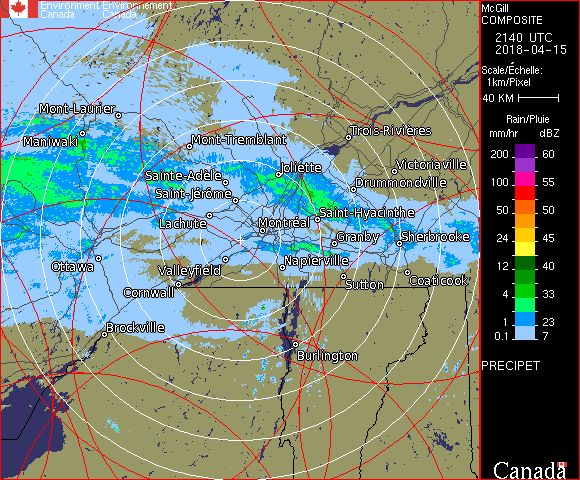 Environment Environnement
Canada Canada
McGill
COMPOSITE
2140 UTC
2018-04-15
Scale/Échelle:
1km/Pixel
40 KM
Rain/Pluie
mm/hr dBZ
200 60
100 55
50 50
24 45
12 40
4 33
1 23
0.1 7
PRECIPET
Canada
Mont-Laurier
Maniwaki
Mont-Tremblant
Trois-Rivières
Victoriaville
Joliette
Sainte-Adèle
Drummondville
Saint-Jérôme
Saint-Hyacinthe
Lachute
Montréal
Granby
Sherbrooke
Ottawa
Valleyfield
Napierville
Cornwall
Sutton
Coaticook
Brockville
Burlington